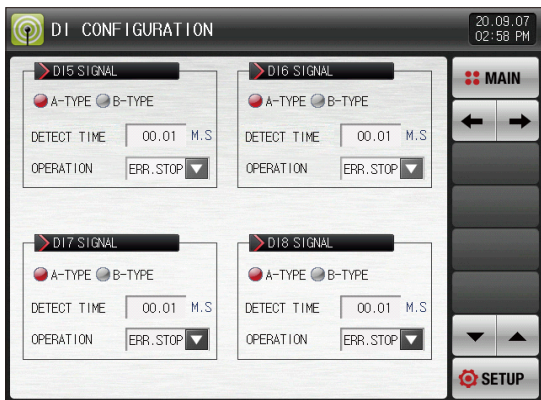 DI CONFIGURATION
20.09.07
02:58 PM
DI5 SIGNAL
A-TYPE B-TYPE
DETECT TIME 00.01 M.S
OPERATION ERR.STOP
DI6 SIGNAL
A-TYPE B-TYPE
DETECT TIME 00.01 M.S
OPERATION ERR.STOP
DI7 SIGNAL
A-TYPE B-TYPE
DETECT TIME 00.01 M.S
OPERATION ERR.STOP
DI8 SIGNAL
A-TYPE B-TYPE
DETECT TIME 00.01 M.S
OPERATION ERR.STOP
MAIN
SETUP